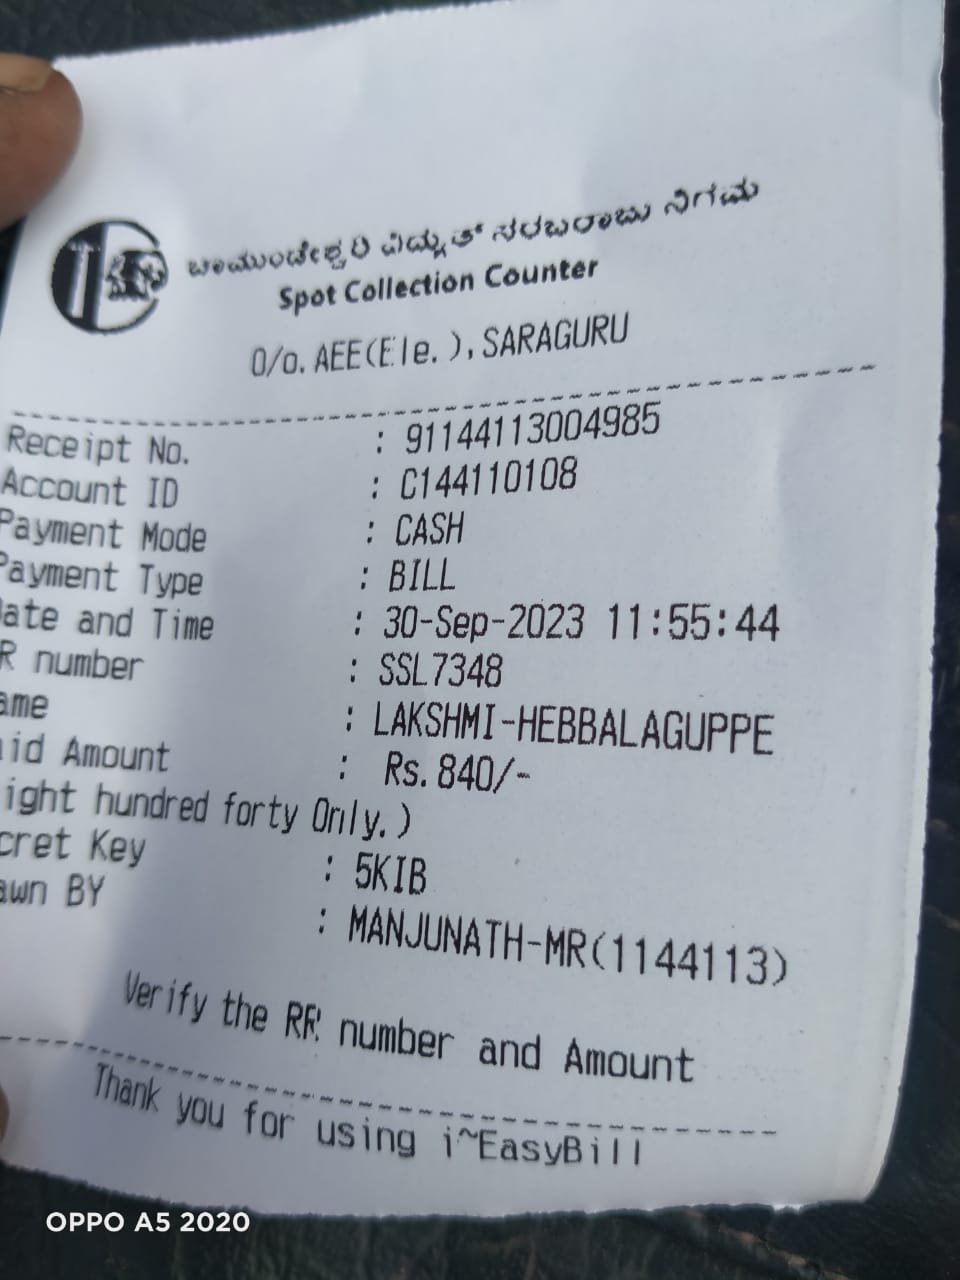 ಚಾಮುಂಡೇಶ್ವರಿ ವಿದ್ಯುತ್ ಸರಬರಾಜು ನಿಗಮ
Spot Collection Counter
O/o. AEE(Ele.), SARAGURU
Receipt No. : 91144113004985
Account ID : C144110108
Payment Mode : CASH
Payment Type : BILL
ate and Time : 30-Sep-2023 11:55:44
R number : SSL7348
ame : LAKSHMI-HEBBALAGUPPE
id Amount : Rs. 840/-
ight hundred forty Only.)
cret Key : 5KIB
awn BY : MANJUNATH-MR(1144113)
Verify the RR number and Amount
Thank you for using i~EasyBill
OPPO A5 2020